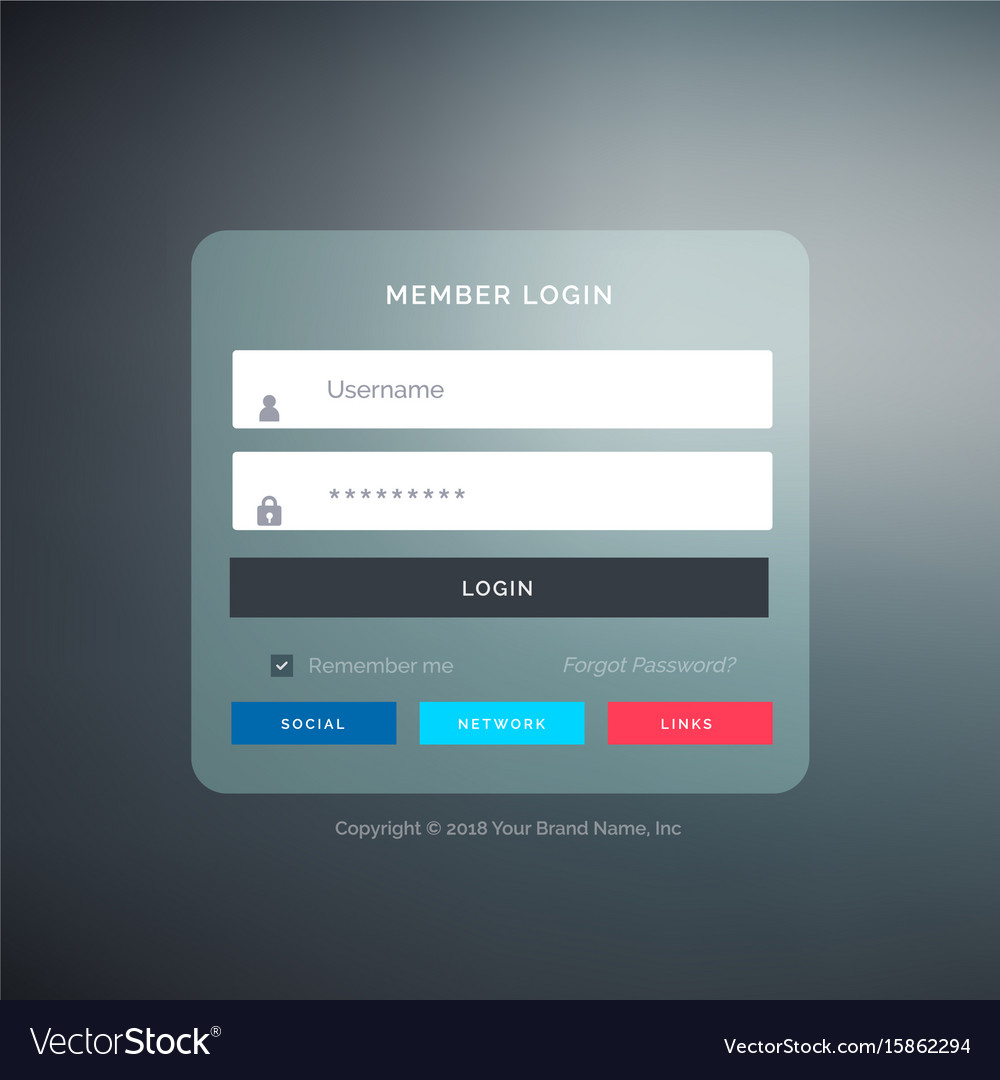 MEMBER LOGIN
Username
*********
LOGIN
Remember me Forgot Password?
SOCIAL NETWORK LINKS
Copyright © 2018 Your Brand Name, Inc
VectorStock® VectorStock.com/15862294